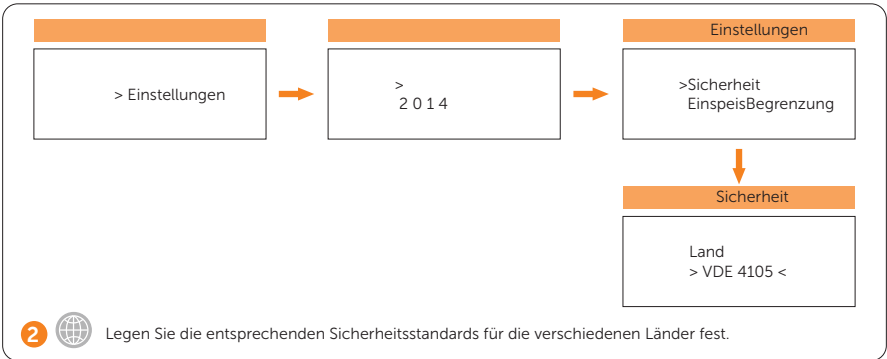 Einstellungen
> Einstellungen
>
2 0 1 4
>Sicherheit
EinspeisBegrenzung
Sicherheit
Land
> VDE 4105 <
2 Legen Sie die entsprechenden Sicherheitsstandards für die verschiedenen Länder fest.